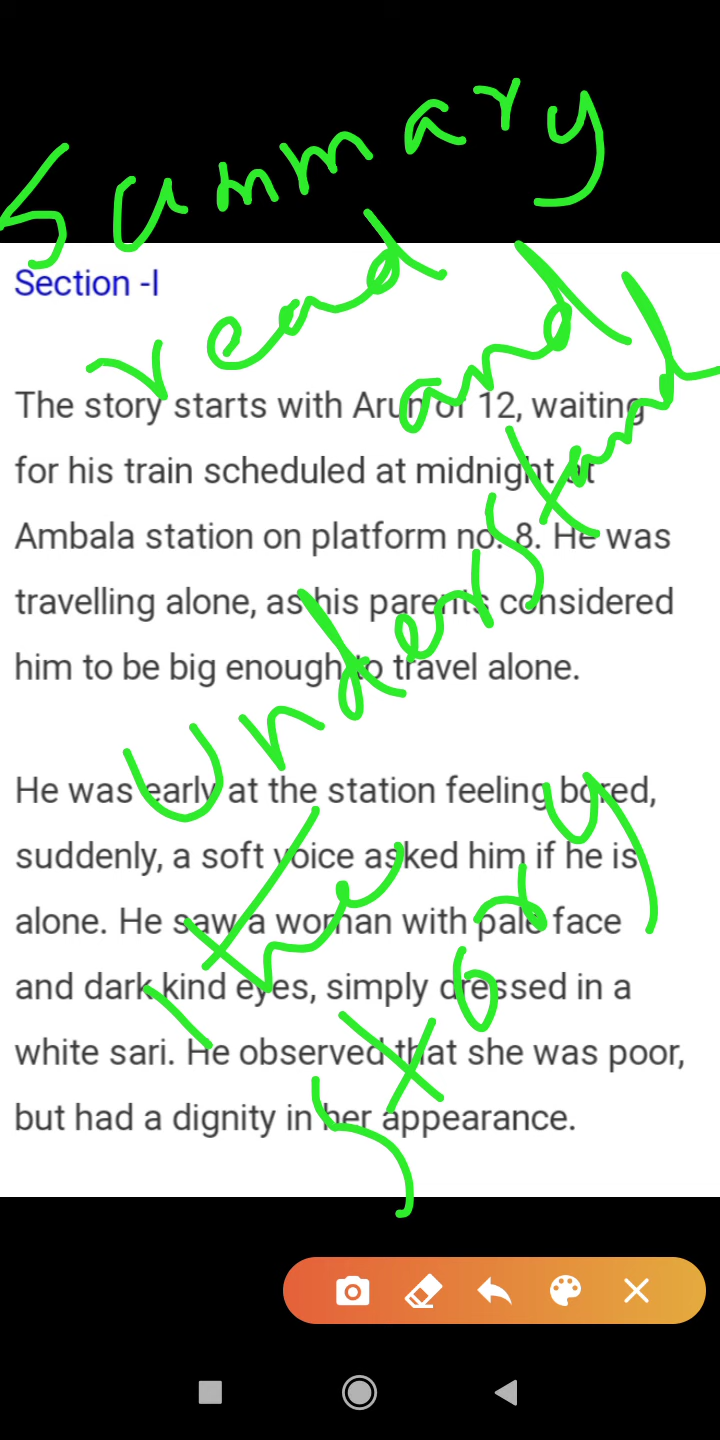 Summary
read and
Understand
the
story
Section -I
The story starts with Arun of 12, waiting
for his train scheduled at midnight at
Ambala station on platform no. 8. He was
travelling alone, as his parents considered
him to be big enough to travel alone.
He was early at the station feeling bored,
suddenly, a soft voice asked him if he is
alone. He saw a woman with pale face
and dark kind eyes, simply dressed in a
white sari. He observed that she was poor,
but had a dignity in her appearance.